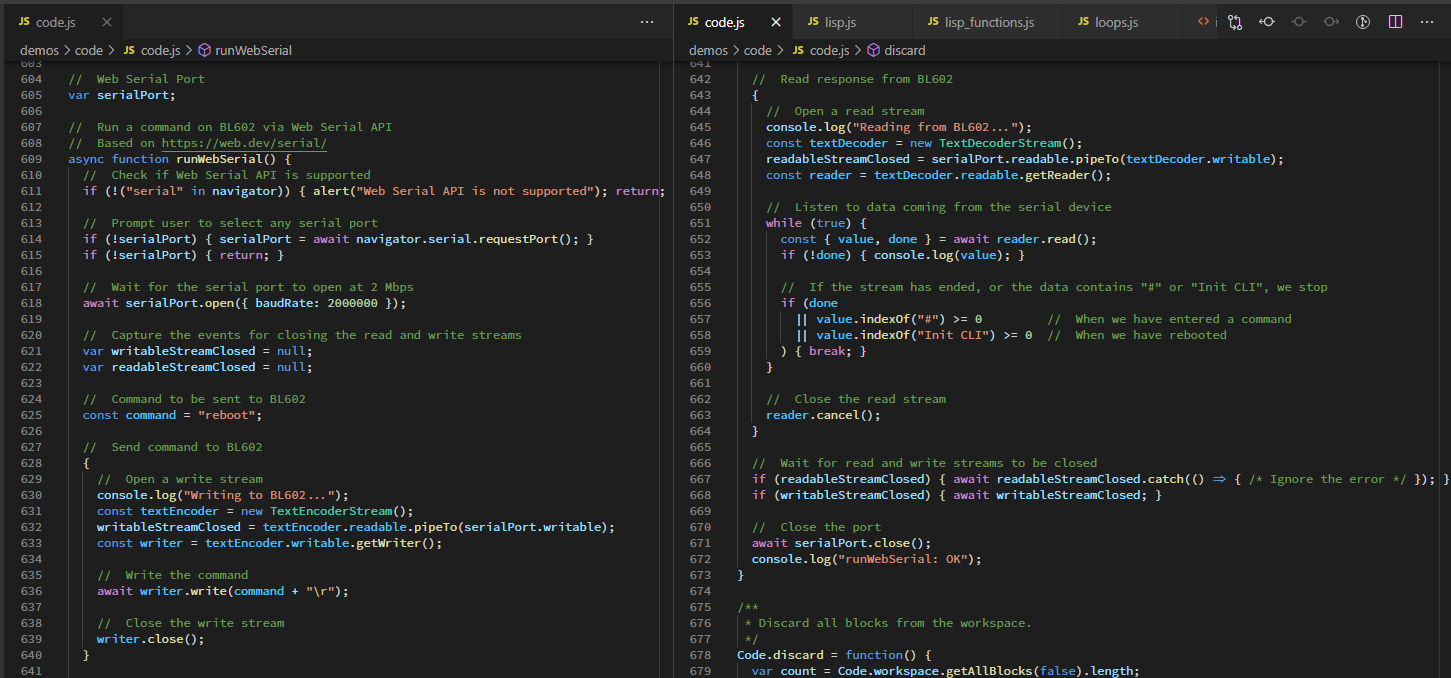 JS code.js ×
demos > code > JS code.js > runWebSerial
603
604 //  Web Serial Port
605 var serialPort;
606
607 //  Run a command on BL602 via Web Serial API
608 //  Based on https://web.dev/serial/
609 async function runWebSerial() {
610   //  Check if Web Serial API is supported
611   if (!("serial" in navigator)) { alert("Web Serial API is not supported"); return;
612
613   //  Prompt user to select any serial port
614   if (!serialPort) { serialPort = await navigator.serial.requestPort(); }
615   if (!serialPort) { return; }
616
617   //  Wait for the serial port to open at 2 Mbps
618   await serialPort.open({ baudRate: 2000000 });
619
620   //  Capture the events for closing the read and write streams
621   var writableStreamClosed = null;
622   var readableStreamClosed = null;
623
624   //  Command to be sent to BL602
625   const command = "reboot";
626
627   //  Send command to BL602
628   {
629     //  Open a write stream
630     console.log("Writing to BL602...");
631     const textEncoder = new TextEncoderStream();
632     writableStreamClosed = textEncoder.readable.pipeTo(serialPort.writable);
633     const writer = textEncoder.writable.getWriter();
634
635     //  Write the command
636     await writer.write(command + "\r");
637
638     //  Close the write stream
639     writer.close();
640   }
641
JS code.js × JS lisp.js JS lisp_functions.js JS loops.js <> i
demos > code > JS code.js > discard
641
642   //  Read response from BL602
643   {
644     //  Open a read stream
645     console.log("Reading from BL602...");
646     const textDecoder = new TextDecoderStream();
647     readableStreamClosed = serialPort.readable.pipeTo(textDecoder.writable);
648     const reader = textDecoder.readable.getReader();
649
650     //  Listen to data coming from the serial device
651     while (true) {
652       const { value, done } = await reader.read();
653       if (!done) { console.log(value); }
654
655       //  If the stream has ended, or the data contains "#" or "Init CLI", we stop
656       if (done
657         || value.indexOf("#") >= 0         //  When we have entered a command
658         || value.indexOf("Init CLI") >= 0  //  When we have rebooted
659       ) { break; }
660     }
661
662     //  Close the read stream
663     reader.cancel();
664   }
665
666   //  Wait for read and write streams to be closed
667   if (readableStreamClosed) { await readableStreamClosed.catch(() => { /* Ignore the error */ }); }
668   if (writableStreamClosed) { await writableStreamClosed; }
669
670   //  Close the port
671   await serialPort.close();
672   console.log("runWebSerial: OK");
673 }
674
675 /**
676  * Discard all blocks from the workspace.
677  */
678 Code.discard = function() {
679   var count = Code.workspace.getAllBlocks(false).length;